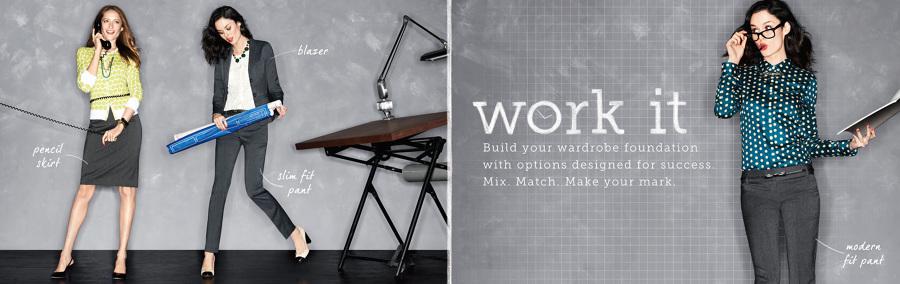 blazer
pencil
skirt
slim fit
pant
work it
Build your wardrobe foundation
with options designed for success.
Mix. Match. Make your mark.
modern
fit pant